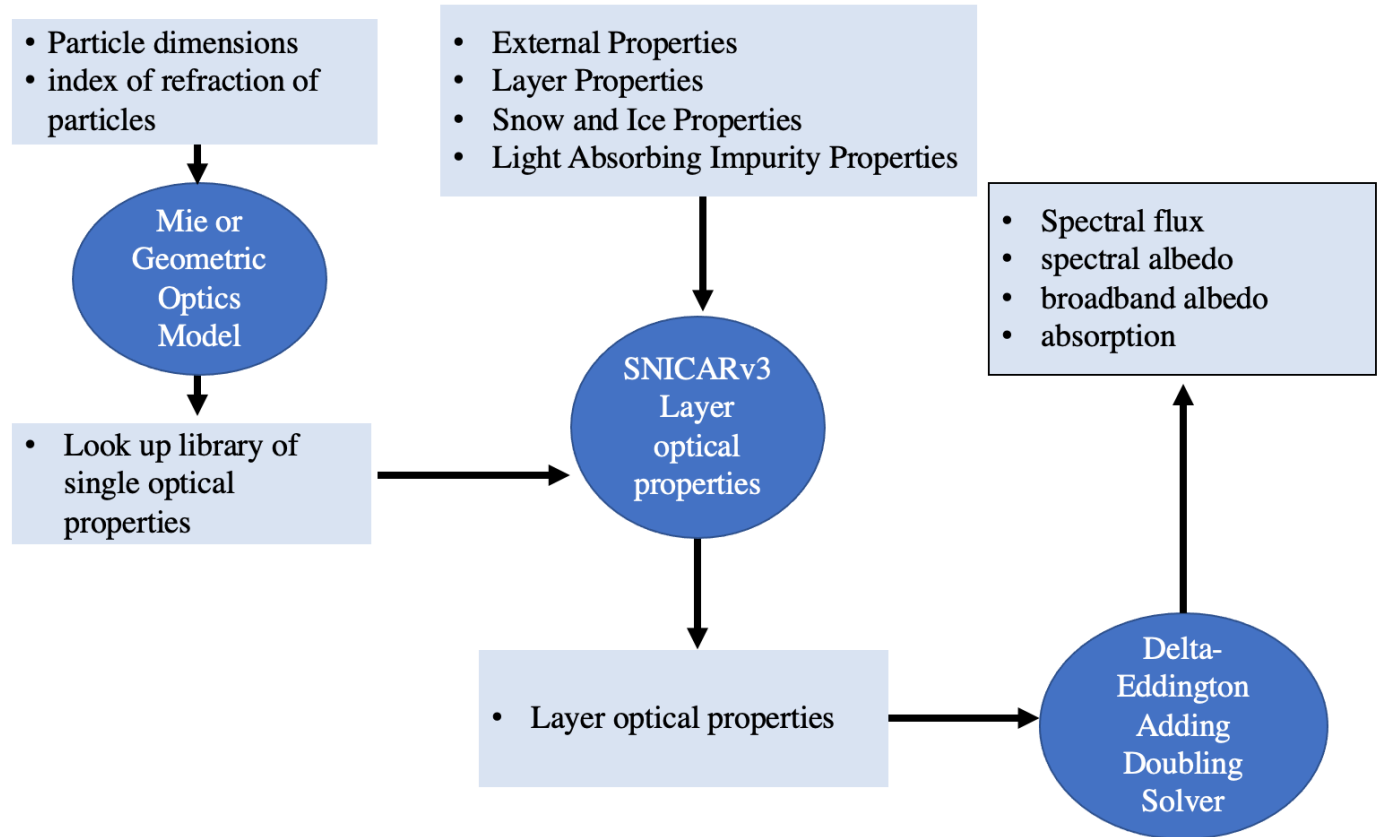 • Particle dimensions
• index of refraction of
particles
• External Properties
• Layer Properties
• Snow and Ice Properties
• Light Absorbing Impurity Properties
Mie or
Geometric
Optics
Model
• Spectral flux
• spectral albedo
• broadband albedo
• absorption
SNICARv3
Layer
optical
properties
• Look up library of
single optical
properties
• Layer optical properties
Delta-
Eddington
Adding
Doubling
Solver